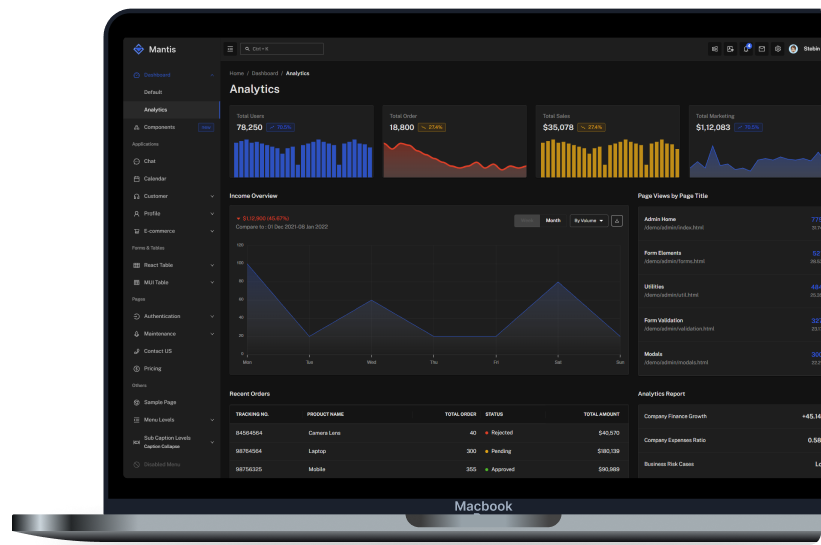 Mantis
Ctrl + K
Stebin
Dashboard
Default
Analytics
Components
new
Applications
Chat
Calendar
Customer
Profile
E-commerce
Forms & Tables
React Table
MUI Table
Pages
Authentication
Maintenance
Contact US
Pricing
Others
Sample Page
Menu Levels
Sub Caption Levels
Caption Collapse
Disabled Menu
Home / Dashboard / Analytics
Analytics
Total Users
78,250
Total Order
18,800 27.4%
Total Sales
$35,078 27.4%
Total Marketing
$1,12,083
Income Overview
$1,12,900 (45.67%)
Compare to : 01 Dec 2021-08 Jan 2022
Month
By Volume
120
100
80
60
40
20
0
Mon Tue Wed Thu Fri Sat Sun
Page Views by Page Title
Admin Home
/demo/admin/index.html
Form Elements
/demo/admin/forms.html
Utilities
/demo/admin/util.html
Form Validation
/demo/admin/validation.html
Modals
/demo/admin/modals.html
Recent Orders
TRACKING NO. PRODUCT NAME TOTAL ORDER STATUS TOTAL AMOUNT
84564564 Camera Lens 40 Rejected $40,570
98764564 Laptop 300 Pending $180,139
98756325 Mobile 355 Approved $90,989
Analytics Report
Company Finance Growth +45.14
Company Expenses Ratio 0.58
Business Risk Cases Lo
Macbook